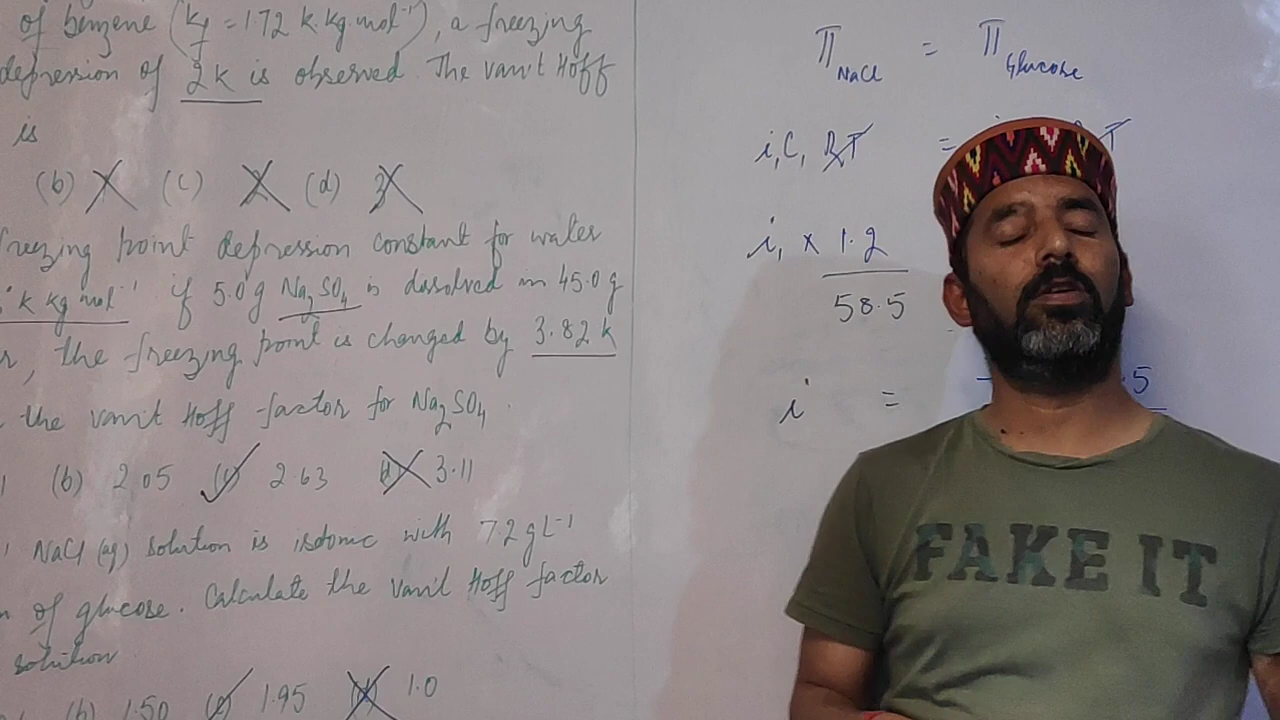 of benzene (kf = 1.72 k. kg. mol⁻¹), a freezing
depression of 2 k is observed. The van't Hoff
is
(b) (c) 2 (d) 3
freezing point depression constant for water
k kg mol⁻¹ if 5.0 g Na₂SO₄ is dissolved in 45.0 g
r, the freezing point is changed by 3.82 k
the van't Hoff factor for Na₂SO₄.
(b) 2.05 (c) 2.63 (d) 3.11
NaCl (aq) solution is isotonic with 7.2 g L⁻¹
n of glucose. Calculate the van't Hoff factor
solution
(b) 1.50 (c) 1.95 (d) 1.0
π NaCl = π Glucose
i₁ C₁ RT = T
i₁ × 1.2
58.5
i = .5
FAKE IT